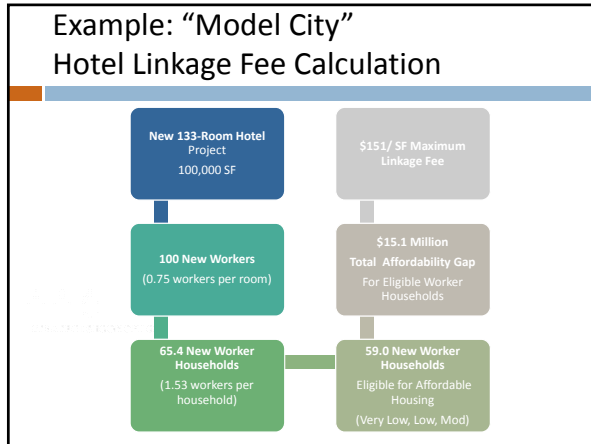 Example: “Model City”
Hotel Linkage Fee Calculation
New 133-Room Hotel
Project
100,000 SF
100 New Workers
(0.75 workers per room)
65.4 New Worker
Households
(1.53 workers per
household)
59.0 New Worker
Households
Eligible for Affordable
Housing
(Very Low, Low, Mod)
$15.1 Million
Total Affordability Gap
For Eligible Worker
Households
$151/ SF Maximum
Linkage Fee